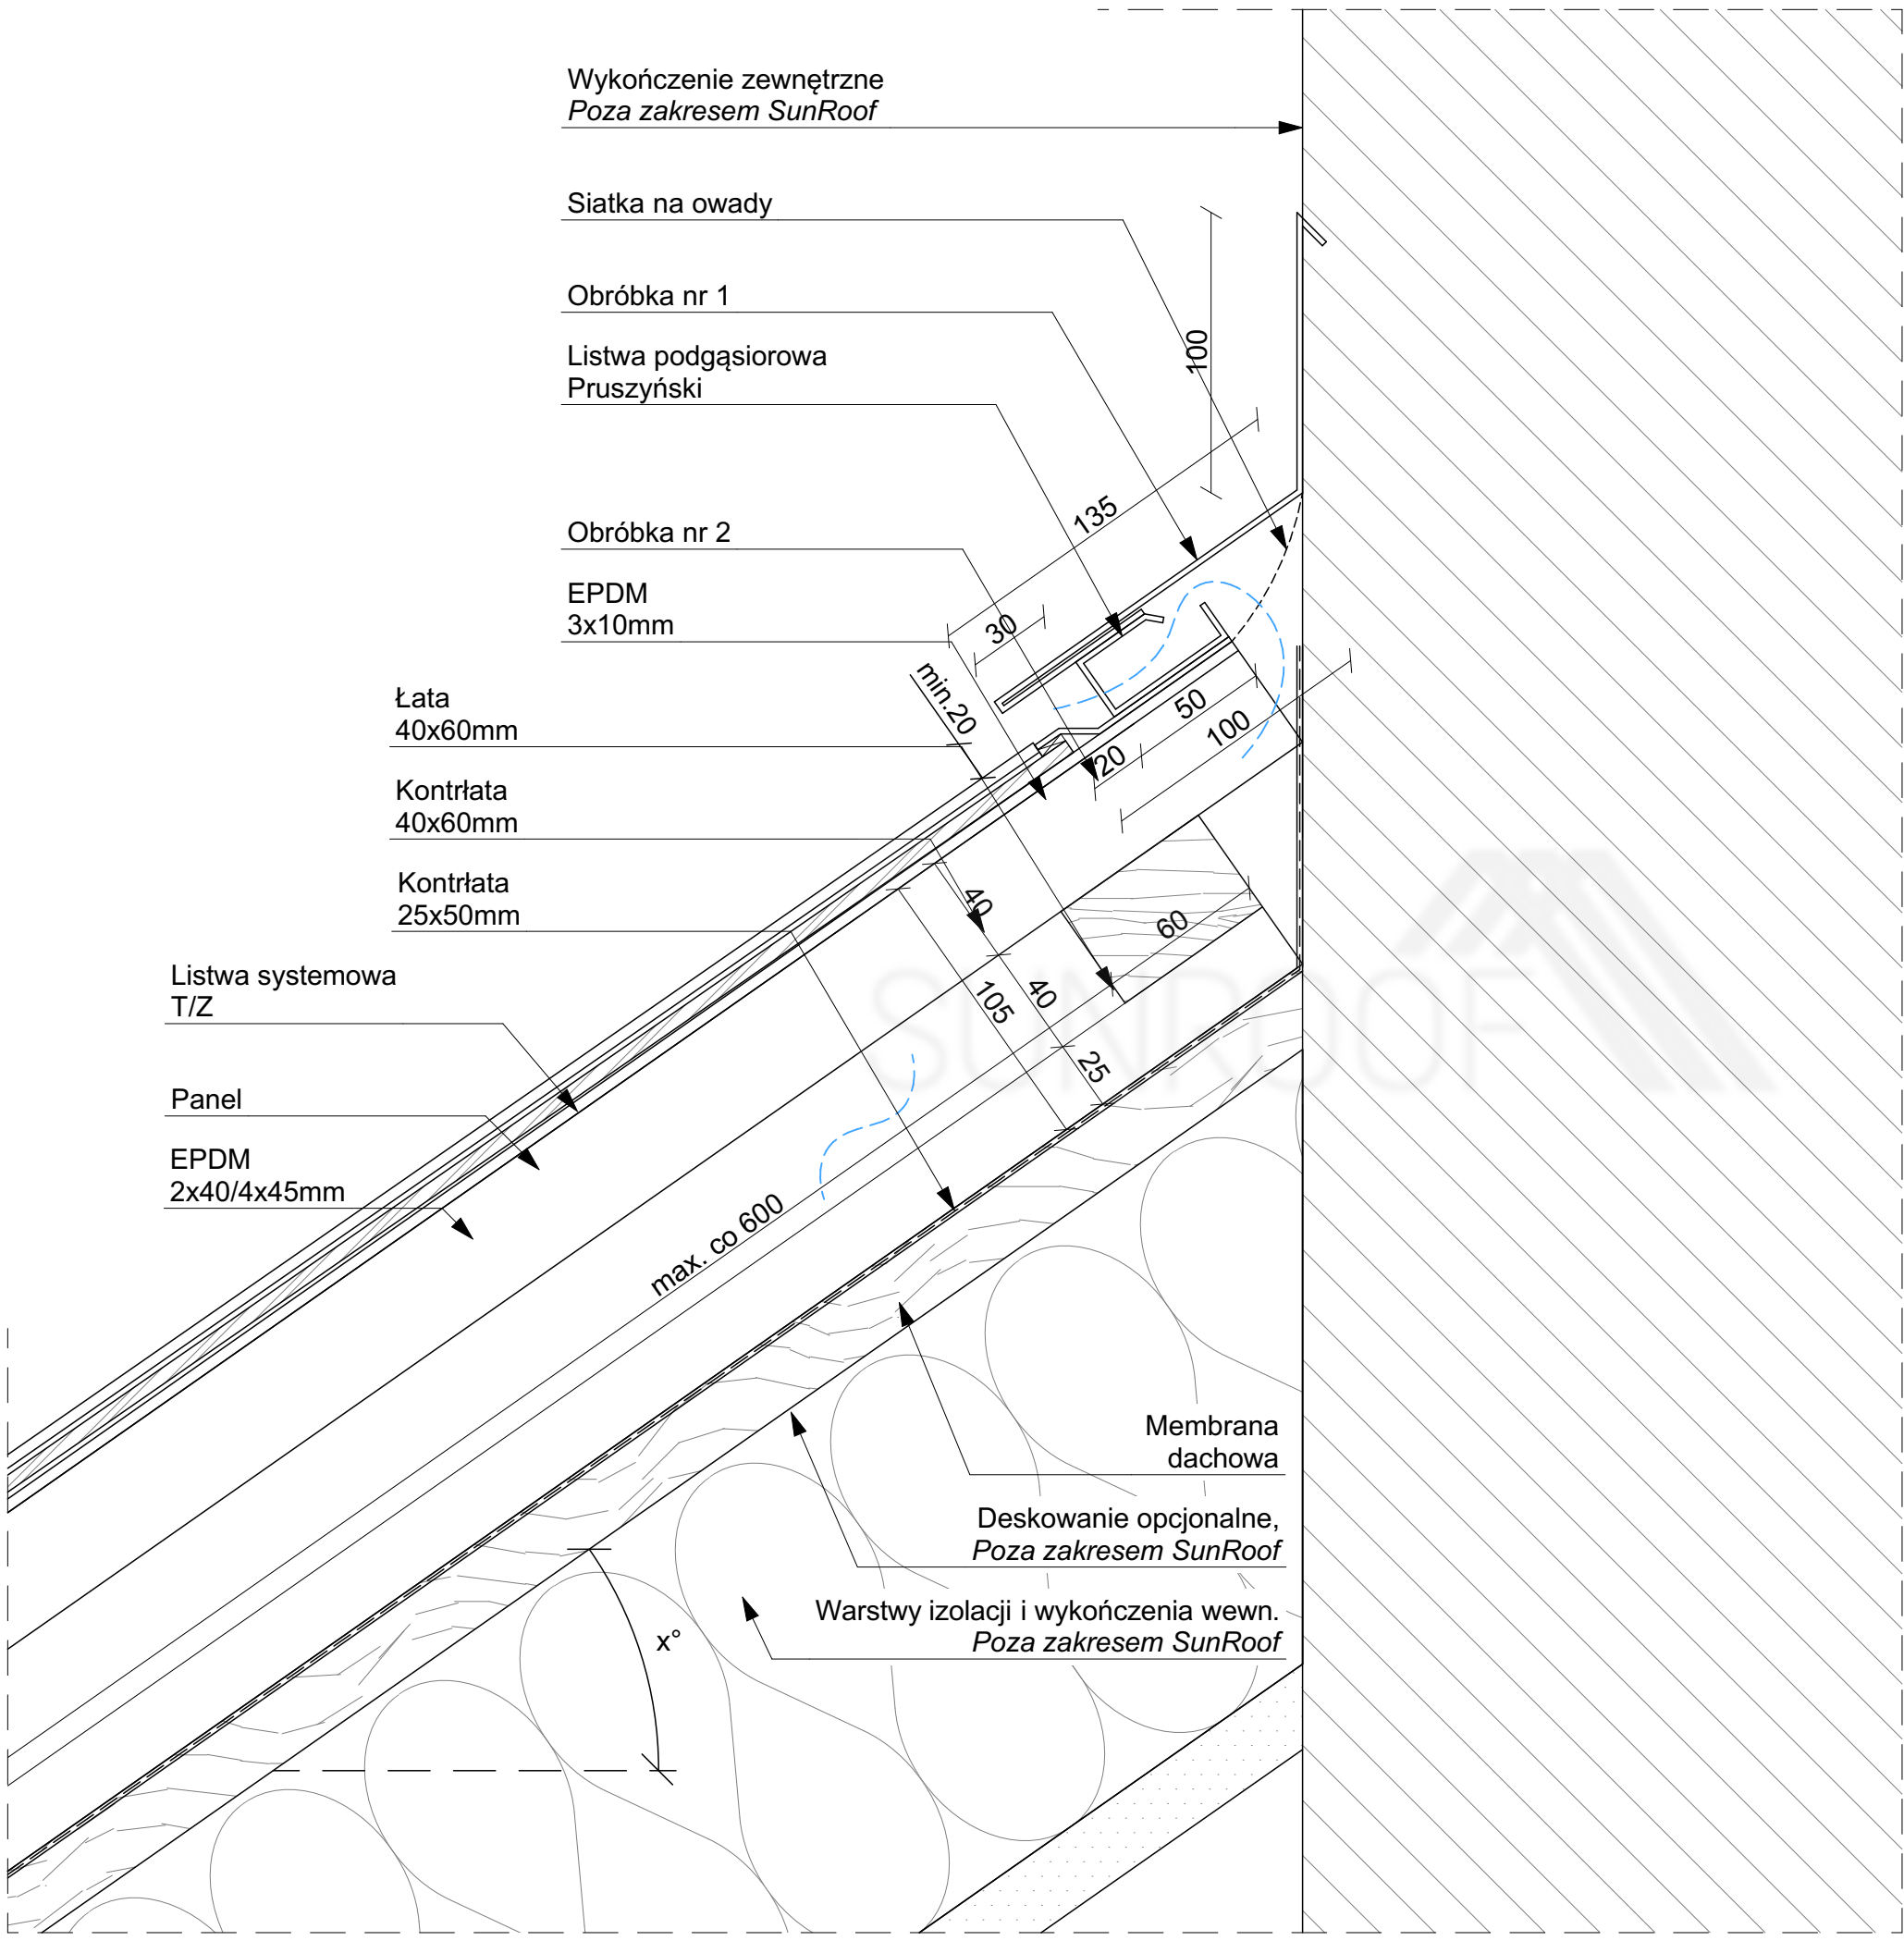 Wykończenie zewnętrzne
Poza zakresem SunRoof
Siatka na owady
Obróbka nr 1
Listwa podgąsiorowa
Pruszyński
100
135
Obróbka nr 2
EPDM
3x10mm
30
min.20
50
100
20
Łata
40x60mm
Kontrłata
40x60mm
Kontrłata
25x50mm
40
60
105
40
25
SUNROOF
Listwa systemowa
T/Z
Panel
EPDM
2x40/4x45mm
max. co 600
Membrana
dachowa
Deskowanie opcjonalne,
Poza zakresem SunRoof
Warstwy izolacji i wykończenia wewn.
Poza zakresem SunRoof
x°